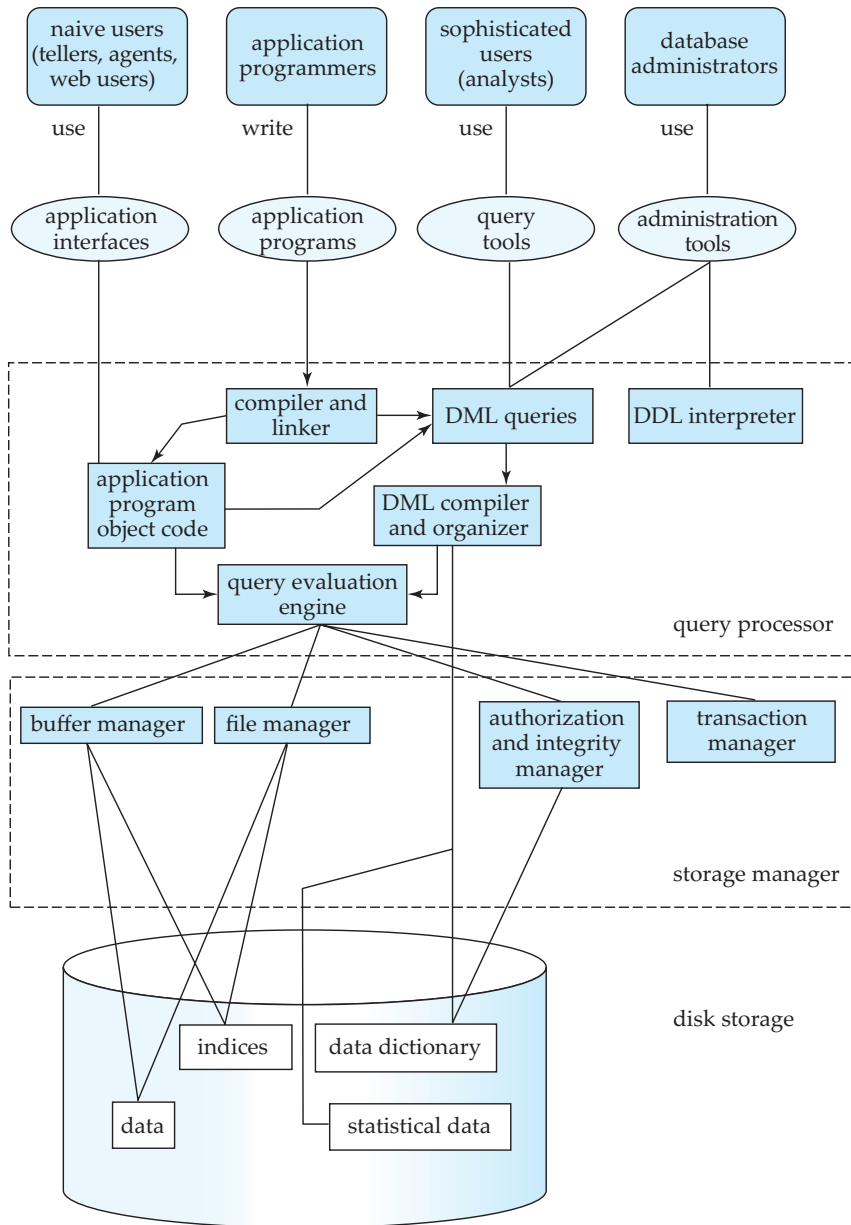 naive users
(tellers, agents,
web users)
application
programmers
sophisticated
users
(analysts)
database
administrators
use
write
use
use
application
interfaces
application
programs
query
tools
administration
tools
compiler and
linker
DML queries
DDL interpreter
application
program
object code
DML compiler
and organizer
query evaluation
engine
query processor
buffer manager
file manager
authorization
and integrity
manager
transaction
manager
storage manager
disk storage
indices
data dictionary
data
statistical data